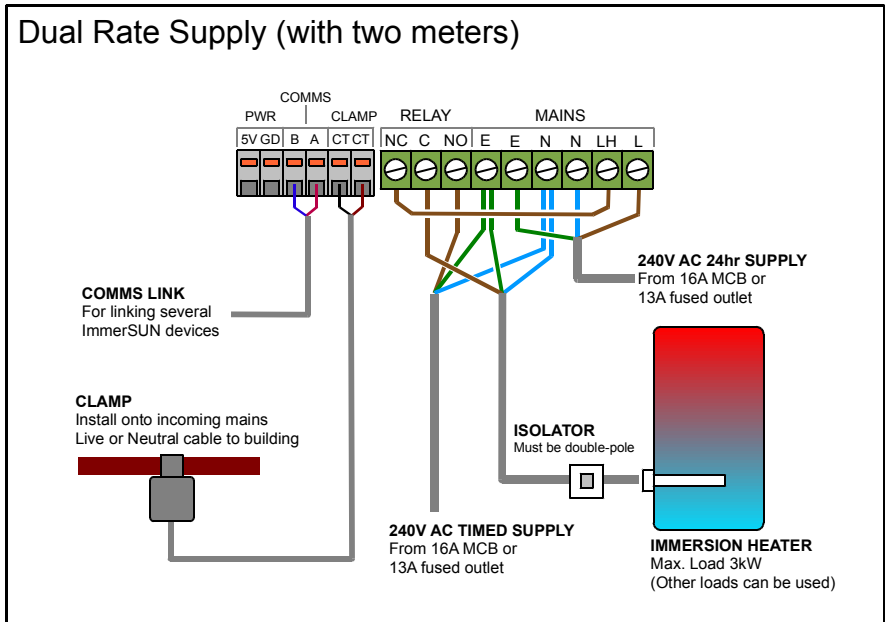 Dual Rate Supply (with two meters)
COMMS
PWR CLAMP RELAY MAINS
5V GD B A CT CT NC C NO E E N N LH L
240V AC 24hr SUPPLY
From 16A MCB or
13A fused outlet
COMMS LINK
For linking several
ImmerSUN devices
CLAMP
Install onto incoming mains
Live or Neutral cable to building
ISOLATOR
Must be double-pole
240V AC TIMED SUPPLY
From 16A MCB or
13A fused outlet
IMMERSION HEATER
Max. Load 3kW
(Other loads can be used)